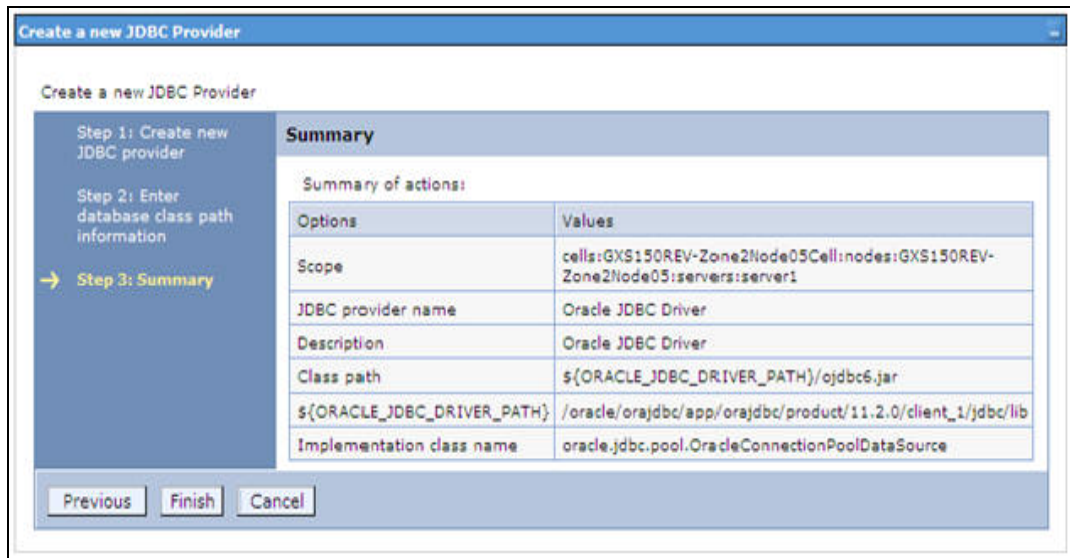 Create a new JDBC Provider
Create a new JDBC Provider
Step 1: Create new
JDBC provider
Step 2: Enter
database class path
information
Step 3: Summary
Summary
Summary of actions:
Options Values
Scope cells:GXS150REV-Zone2Node05Cell:nodes:GXS150REV-
Zone2Node05:servers:server1
JDBC provider name Oracle JDBC Driver
Description Oracle JDBC Driver
Class path ${ORACLE_JDBC_DRIVER_PATH}/ojdbc6.jar
${ORACLE_JDBC_DRIVER_PATH} /oracle/orajdbc/app/orajdbc/product/11.2.0/client_1/jdbc/lib
Implementation class name oracle.jdbc.pool.OracleConnectionPoolDataSource
Previous Finish Cancel